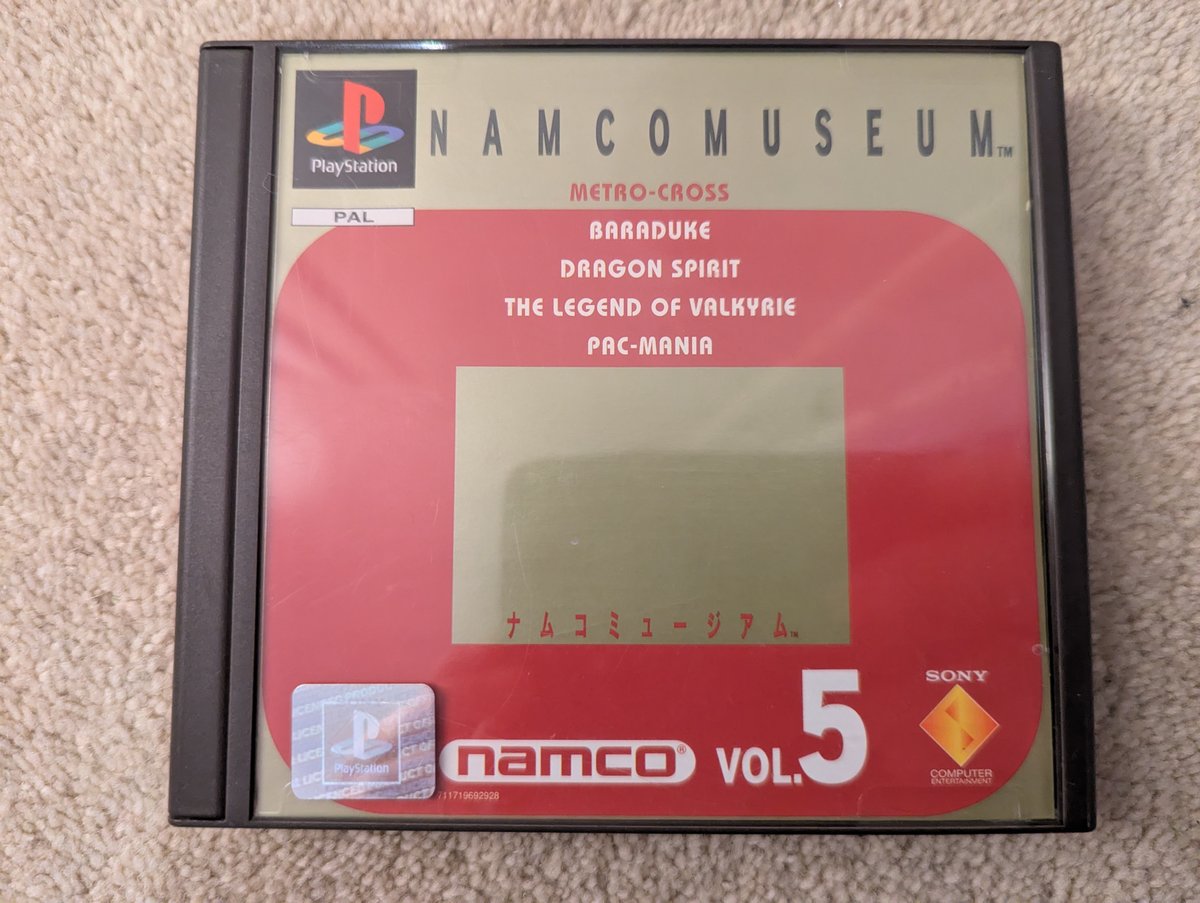 PlayStation
NAMCOMUSEUM™
PAL
METRO-CROSS
BARADUKE
DRAGON SPIRIT
THE LEGEND OF VALKYRIE
PAC-MANIA
ナムコミュージアム™
PlayStation
namco®
VOL.5
SONY
COMPUTER
ENTERTAINMENT
711719692928